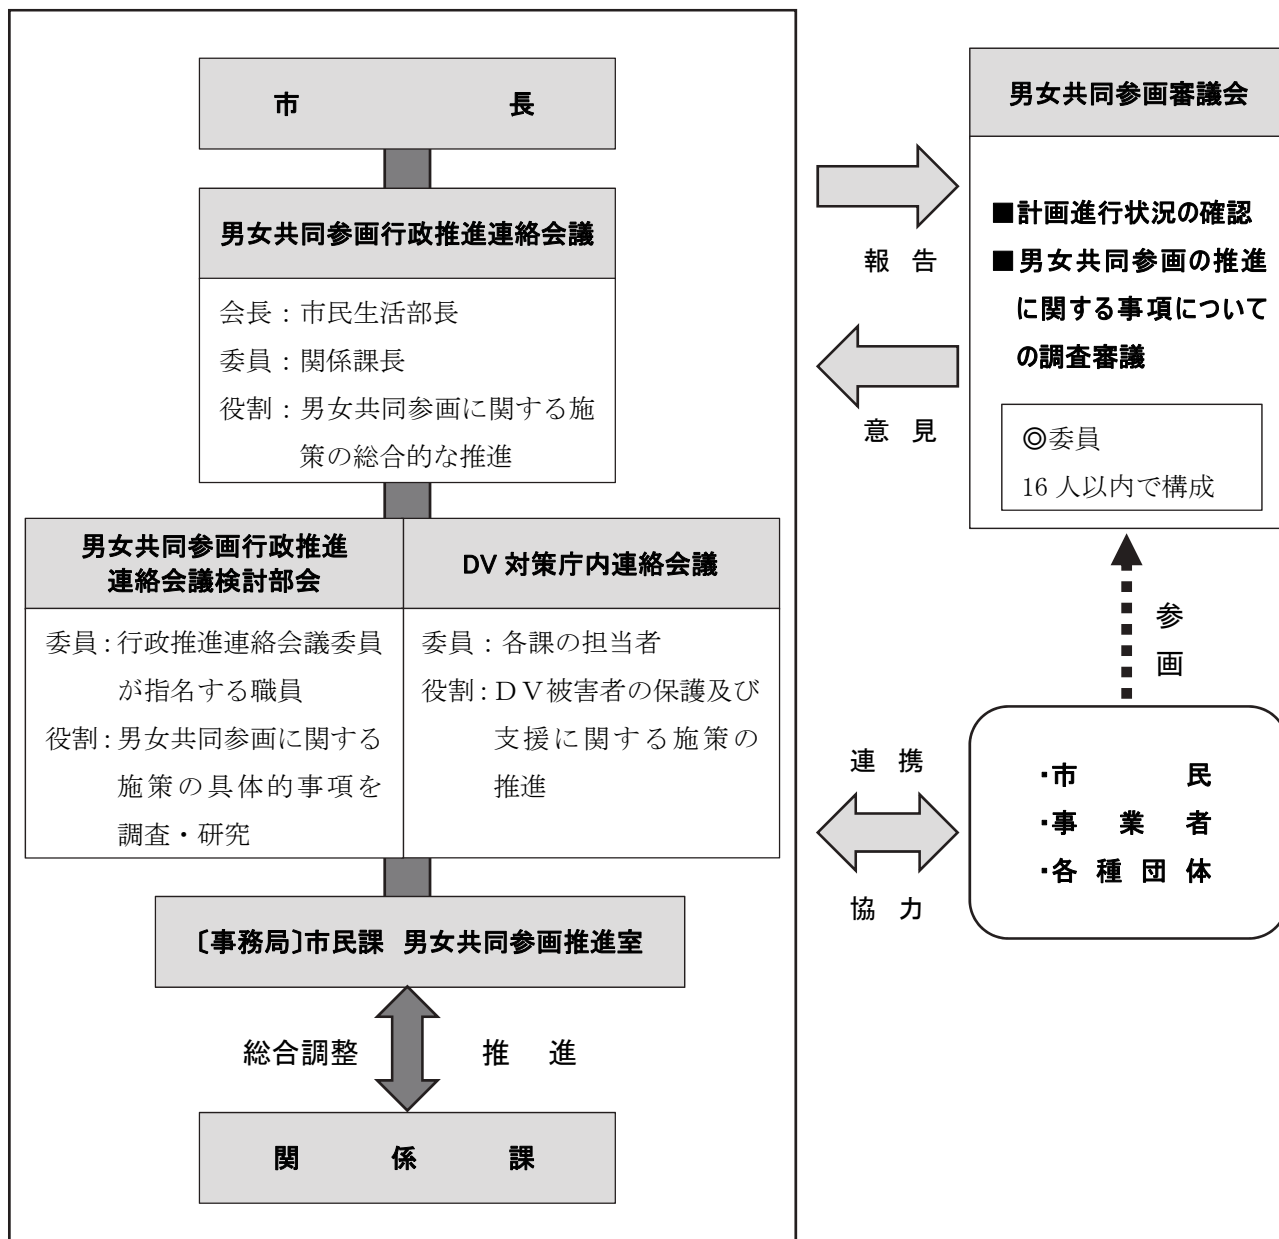 市長
男女共同参画行政推進連絡会議
会長：市民生活部長
委員：関係課長
役割：男女共同参画に関する施
策の総合的な推進
男女共同参画行政推進
連絡会議検討部会
委員：行政推進連絡会議委員
が指名する職員
役割：男女共同参画に関する
施策の具体的事項を
調査・研究
DV対策庁内連絡会議
委員：各課の担当者
役割：ＤＶ被害者の保護及び
支援に関する施策の
推進
〔事務局〕市民課 男女共同参画推進室
総合調整 推進
関係課
報告
意見
連携
協力
男女共同参画審議会
■計画進行状況の確認
■男女共同参画の推進
に関する事項について
の調査審議
◎委員
16人以内で構成
参
画
・市民
・事業者
・各種団体